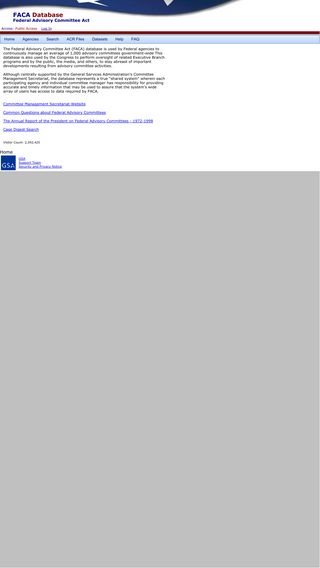 FACA Database
Federal Advisory Committee Act
Access - Public Access Log In
Home Agencies Search ACR Files Datasets Help FAQ
The Federal Advisory Committee Act (FACA) database is used by Federal agencies to
continuously manage an average of 1,000 advisory committees government-wide This
database is also used by the Congress to perform oversight of related Executive Branch
programs and by the public, the media, and others, to stay abreast of important
developments resulting from advisory committee activities.
Although centrally supported by the General Services Administration's Committee
Management Secretariat, the database represents a true "shared system" wherein each
participating agency and individual committee manager has responsibility for providing
accurate and timely information that may be used to assure that the system's wide
array of users has access to data required by FACA.
Committee Management Secretariat Website
Common Questions about Federal Advisory Committees
The Annual Report of the President on Federal Advisory Committees - 1972-1998
Case Digest Search
Home
GSA
GSA
Support Team
Security and Privacy Notice